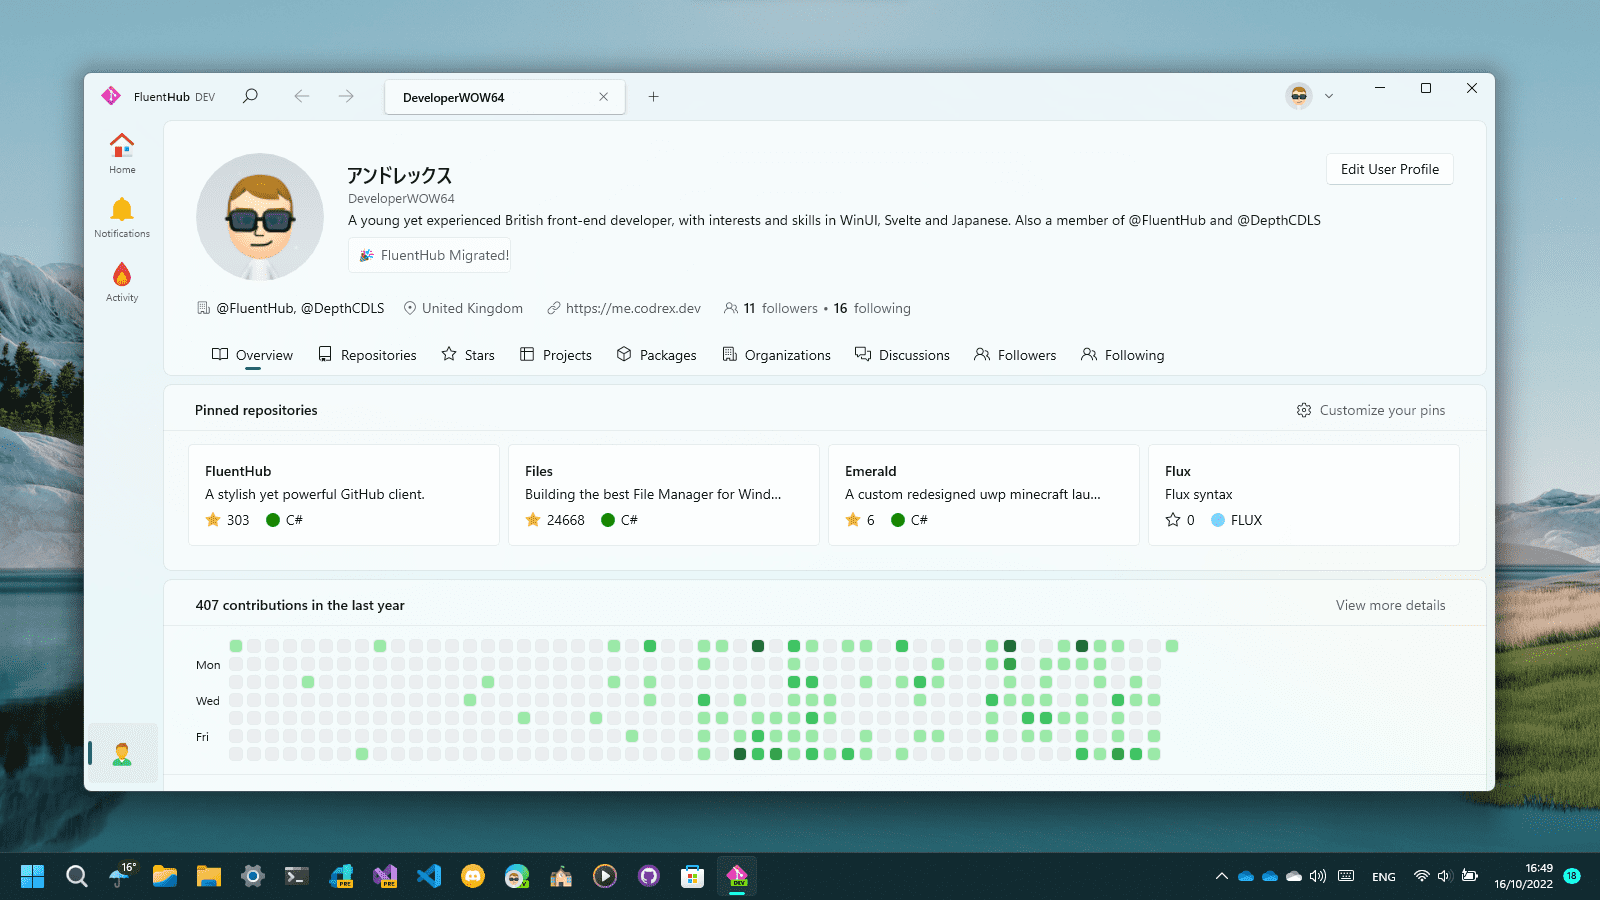 FluentHub DEV
DeveloperWOW64
Home
Notifications
Activity
アンドレックス
DeveloperWOW64
A young yet experienced British front-end developer, with interests and skills in WinUI, Svelte and Japanese. Also a member of @FluentHub and @DepthCDLS
FluentHub Migrated!
Edit User Profile
@FluentHub, @DepthCDLS United Kingdom https://me.codrex.dev 11 followers • 16 following
Overview Repositories Stars Projects Packages Organizations Discussions Followers Following
Pinned repositories
Customize your pins
FluentHub
A stylish yet powerful GitHub client.
303 C#
Files
Building the best File Manager for Wind...
24668 C#
Emerald
A custom redesigned uwp minecraft lau...
6 C#
Flux
Flux syntax
0 FLUX
407 contributions in the last year
View more details
Mon
Wed
Fri
16°
PRE
PRE
DEV
ENG
16:49
16/10/2022
18